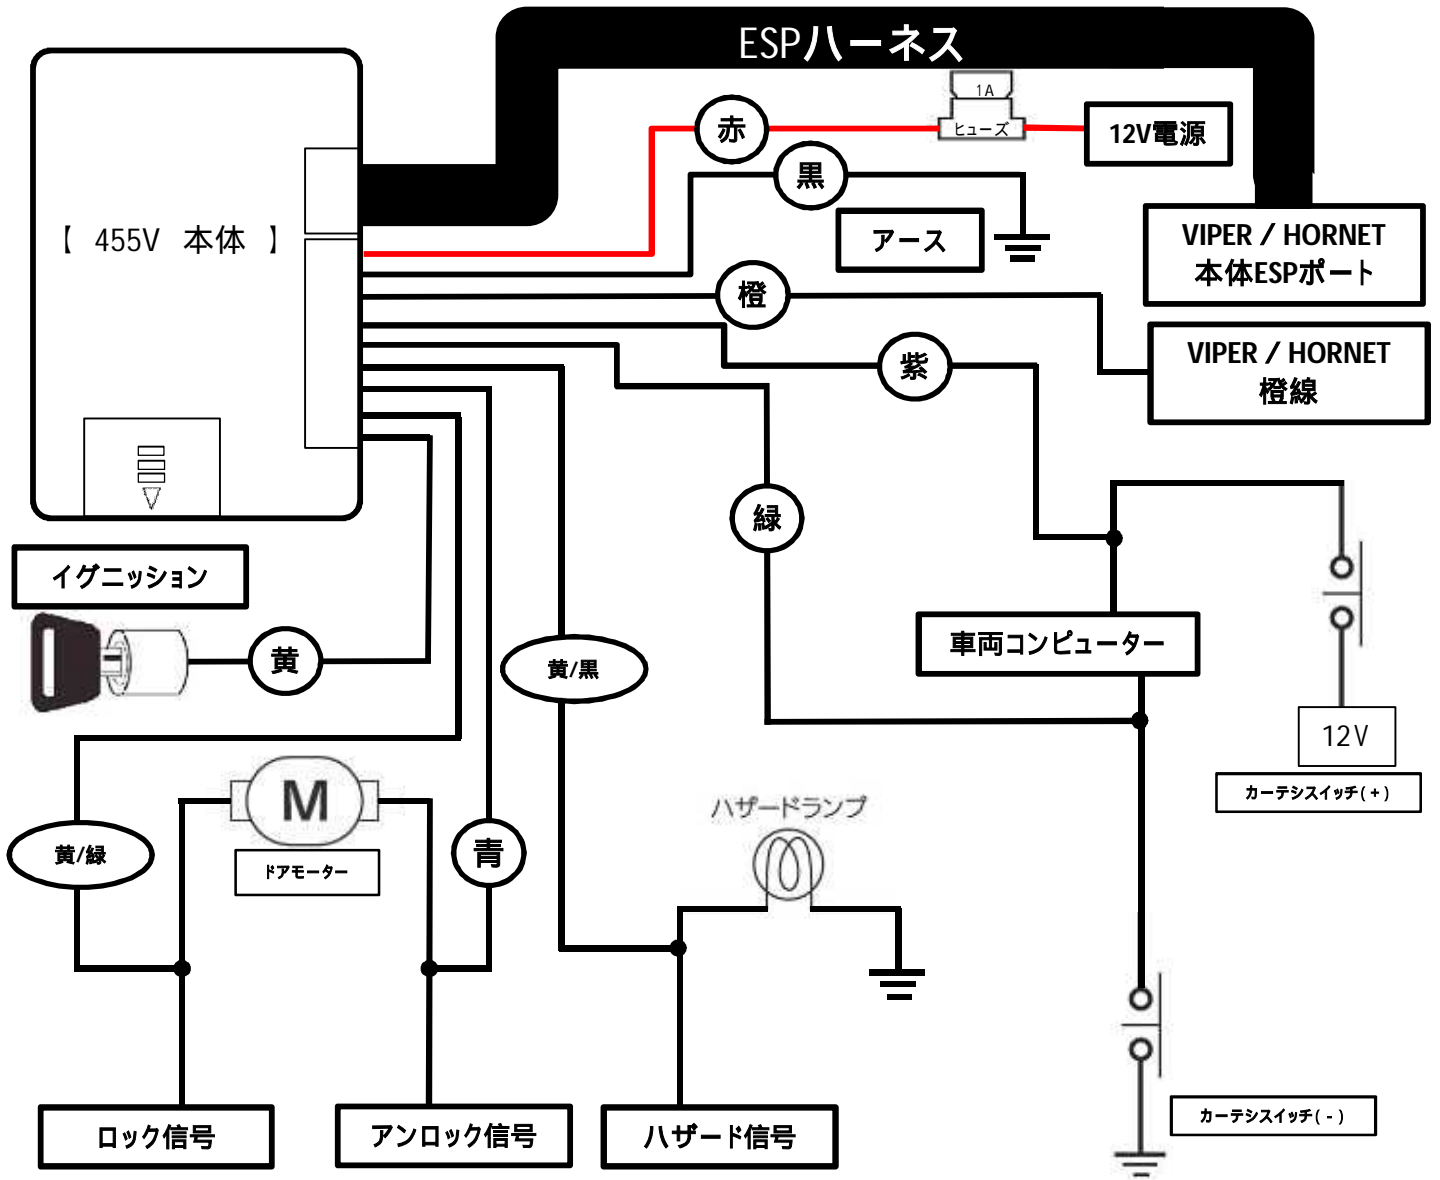 ESPハーネス
1A
ヒューズ
赤
12V電源
黒
【 455V 本体 】
アース
VIPER / HORNET
本体ESPポート
橙
VIPER / HORNET
橙線
紫
緑
イグニッション
黄
黄/黒
車両コンピューター
12V
カーテシスイッチ(+)
M
ハザードランプ
黄/緑
ドアモーター
青
カーテシスイッチ(-)
ロック信号
アンロック信号
ハザード信号